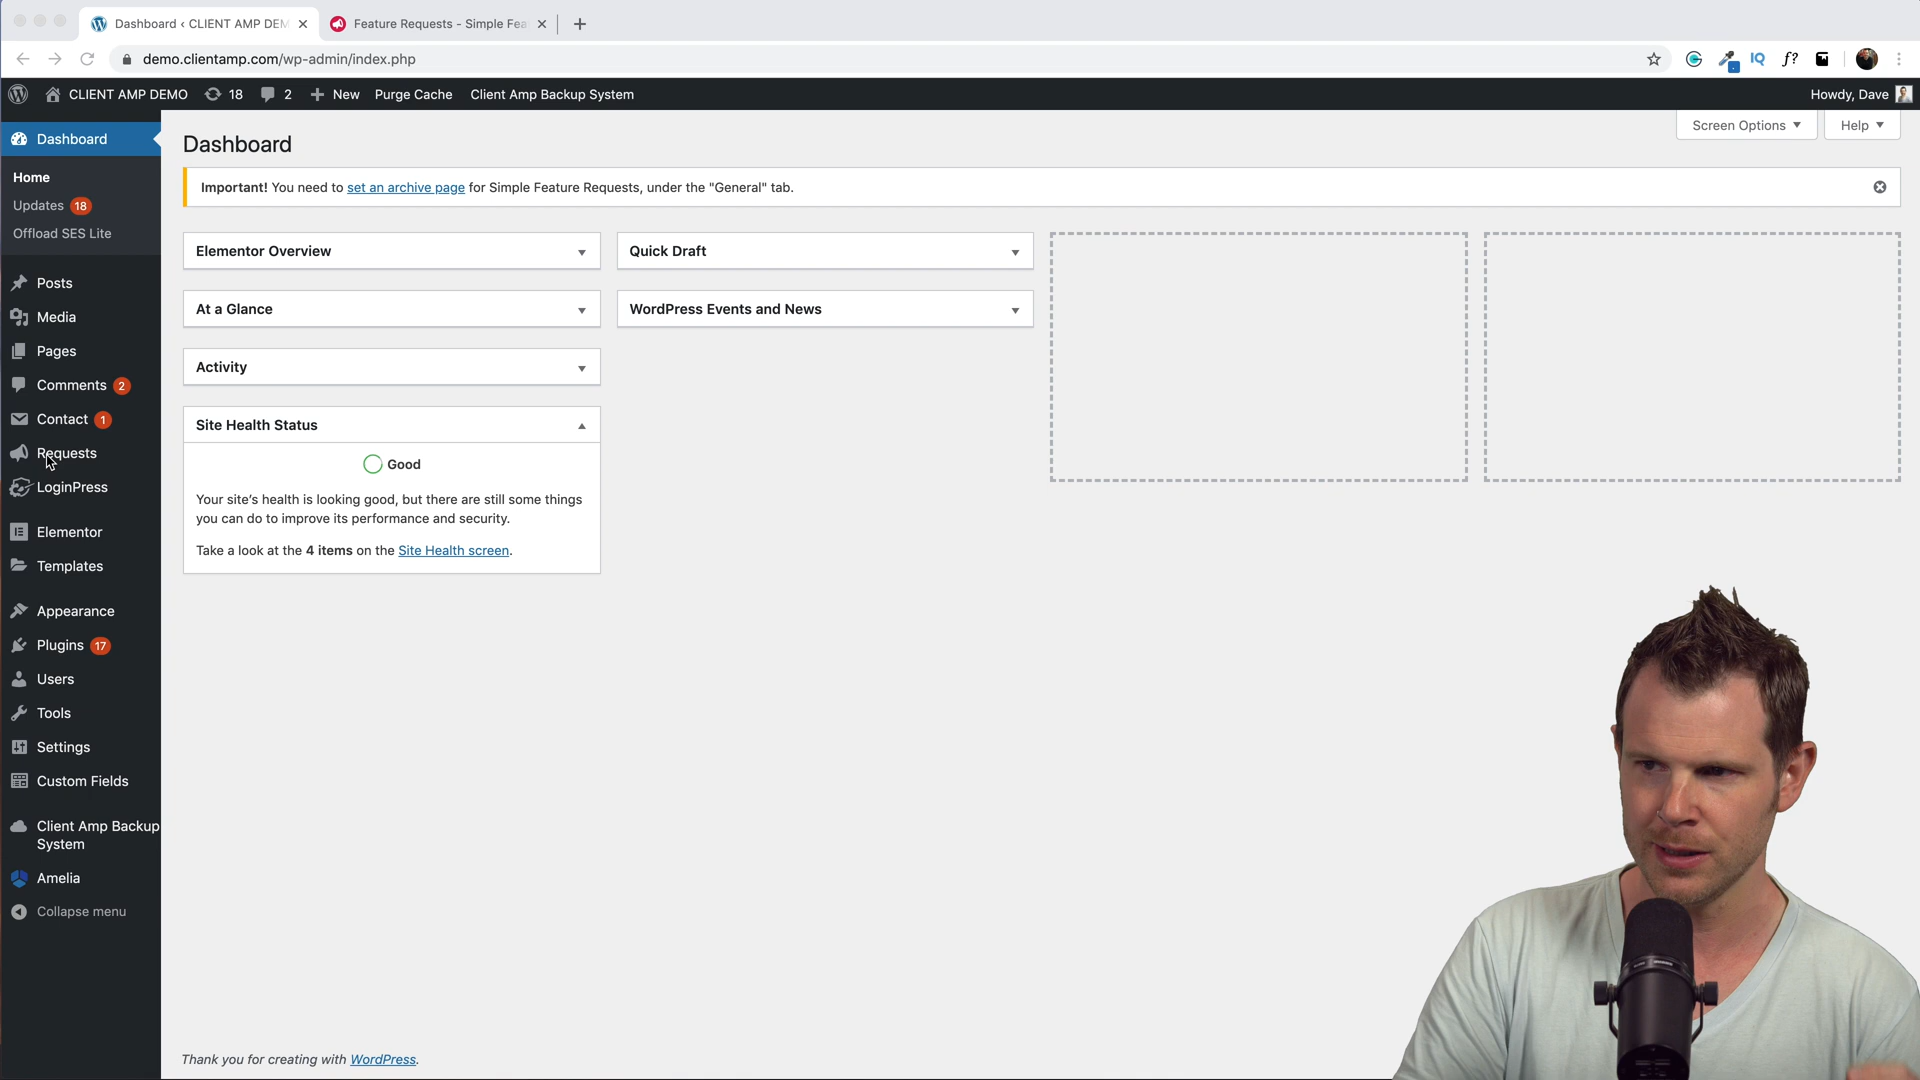 Dashboard ‹ CLIENT AMP DEM
Feature Requests - Simple Fea
demo.clientamp.com/wp-admin/index.php
IQ
f?
CLIENT AMP DEMO
18
2
New
Purge Cache
Client Amp Backup System
Howdy, Dave
Dashboard
Home
Updates 18
Offload SES Lite
Posts
Media
Pages
Comments 2
Contact 1
Requests
LoginPress
Elementor
Templates
Appearance
Plugins 17
Users
Tools
Settings
Custom Fields
Client Amp Backup
System
Amelia
Collapse menu
Screen Options
Help
Dashboard
Important! You need to set an archive page for Simple Feature Requests, under the "General" tab.
Elementor Overview
At a Glance
Activity
Site Health Status
Good
Your site's health is looking good, but there are still some things
you can do to improve its performance and security.
Take a look at the 4 items on the Site Health screen.
Quick Draft
WordPress Events and News
Thank you for creating with WordPress.